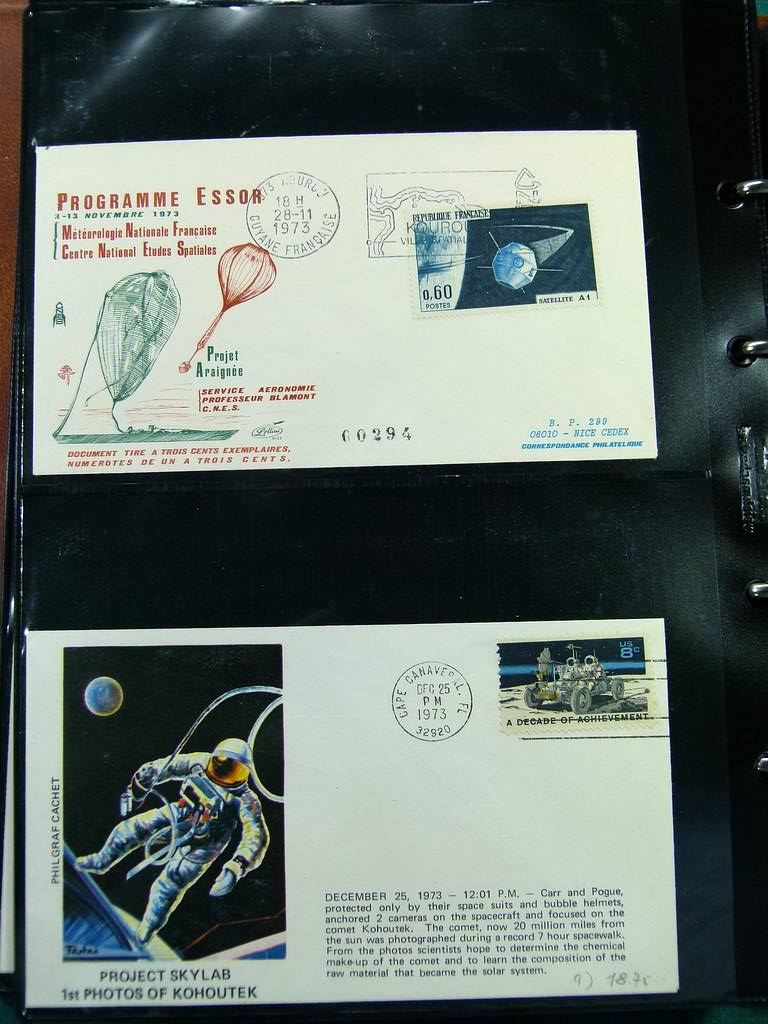 PROGRAMME ESSOR
3-13 NOVEMBRE 1973
Météorologie Nationale Française
Centre National Etudes Spatiales
973 KOUROU
18 H
28-11
1973
GUYANE FRANÇAISE
KOUROU
VILLE SPATIALE
REPUBLIQUE FRANÇAISE
0,60
POSTES
SATELLITE A1
Projet
Araignée
SERVICE AERONOMIE
PROFESSEUR BLAMONT
C.N.E.S.
Lollini
00294
B. P. 299
06010 - NICE CEDEX
CORRESPONDANCE PHILATELIQUE
DOCUMENT TIRE A TROIS CENTS EXEMPLAIRES,
NUMEROTES DE UN A TROIS CENTS.
CAPE CANAVERAL, FL
DEC 25
PM
1973
32920
US
8c
A DECADE OF ACHIEVEMENT
PHILGRAF CACHET
PROJECT SKYLAB
1st PHOTOS OF KOHOUTEK
DECEMBER 25, 1973 — 12:01 P.M. — Carr and Pogue,
protected only by their space suits and bubble helmets,
anchored 2 cameras on the spacecraft and focused on the
comet Kohoutek. The comet, now 20 million miles from
the sun was photographed during a record 7 hour spacewalk.
From the photos scientists hope to determine the chemical
make-up of the comet and to learn the composition of the
raw material that became the solar system.
9) 18.75